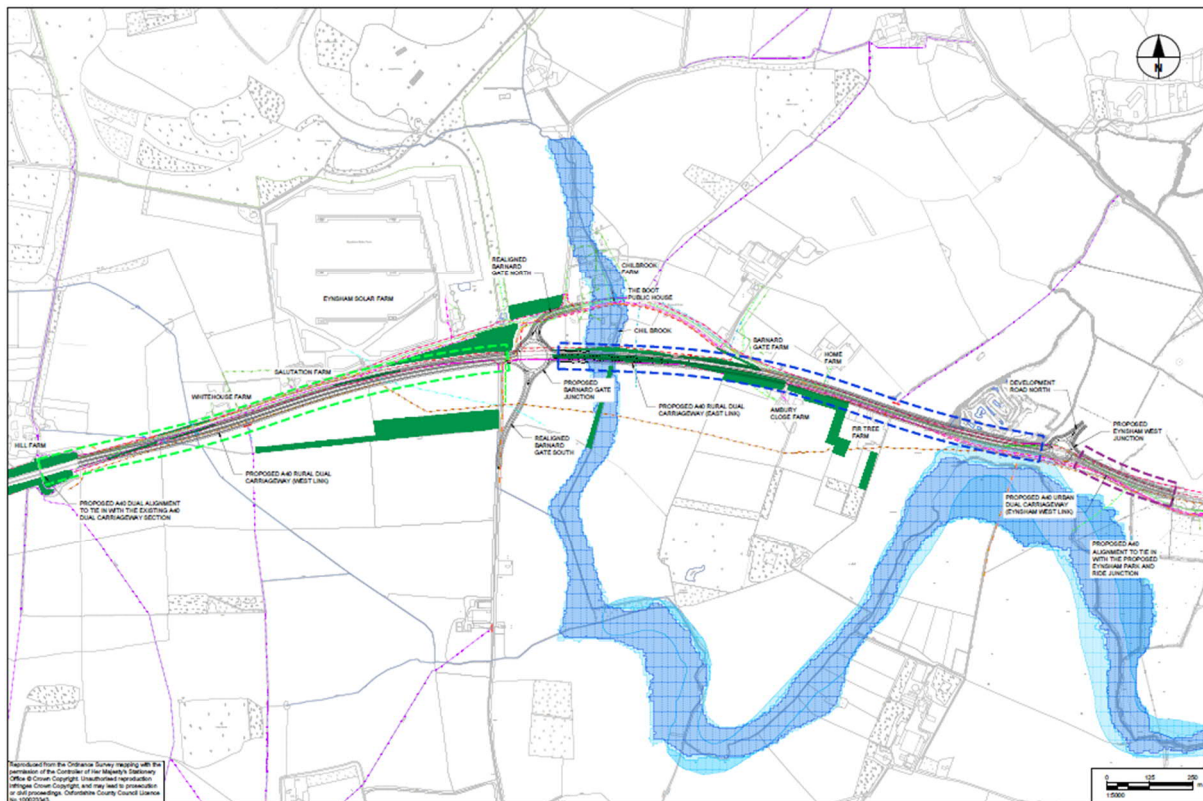 N
REALIGNED
BARNARD
GATE NORTH
CHILBROOK
FARM
THE BOOT
PUBLIC HOUSE
EYNSHAM SOLAR FARM
CHIL BROOK
BARNARD
GATE FARM
HOME
FARM
SALUTATION FARM
DEVELOPMENT
ROAD NORTH
WHITEHOUSE FARM
PROPOSED
BARNARD GATE
JUNCTION
PROPOSED A40 RURAL DUAL
CARRIAGEWAY (EAST LINK)
AMBURY
CLOSE FARM
PROPOSED
EYNSHAM WEST
JUNCTION
FIR TREE
FARM
HILL FARM
REALIGNED
BARNARD
GATE SOUTH
PROPOSED A40 RURAL DUAL
CARRIAGEWAY (WEST LINK)
PROPOSED A40 DUAL ALIGNMENT
TO TIE IN WITH THE EXISTING A40
DUAL CARRIAGEWAY SECTION
PROPOSED A40 URBAN
DUAL CARRIAGEWAY
(EYNSHAM WEST LINK)
PROPOSED A40
ALIGNMENT TO TIE IN
WITH THE PROPOSED
EYNSHAM PARK AND
RIDE JUNCTION
Reproduced from the Ordnance Survey mapping with the
permission of the Controller of Her Majesty's Stationery
Office © Crown Copyright. Unauthorised reproduction
infringes Crown Copyright, and may lead to prosecution
or civil proceedings. Oxfordshire County Council Licence
0 125 250
m
1:5000